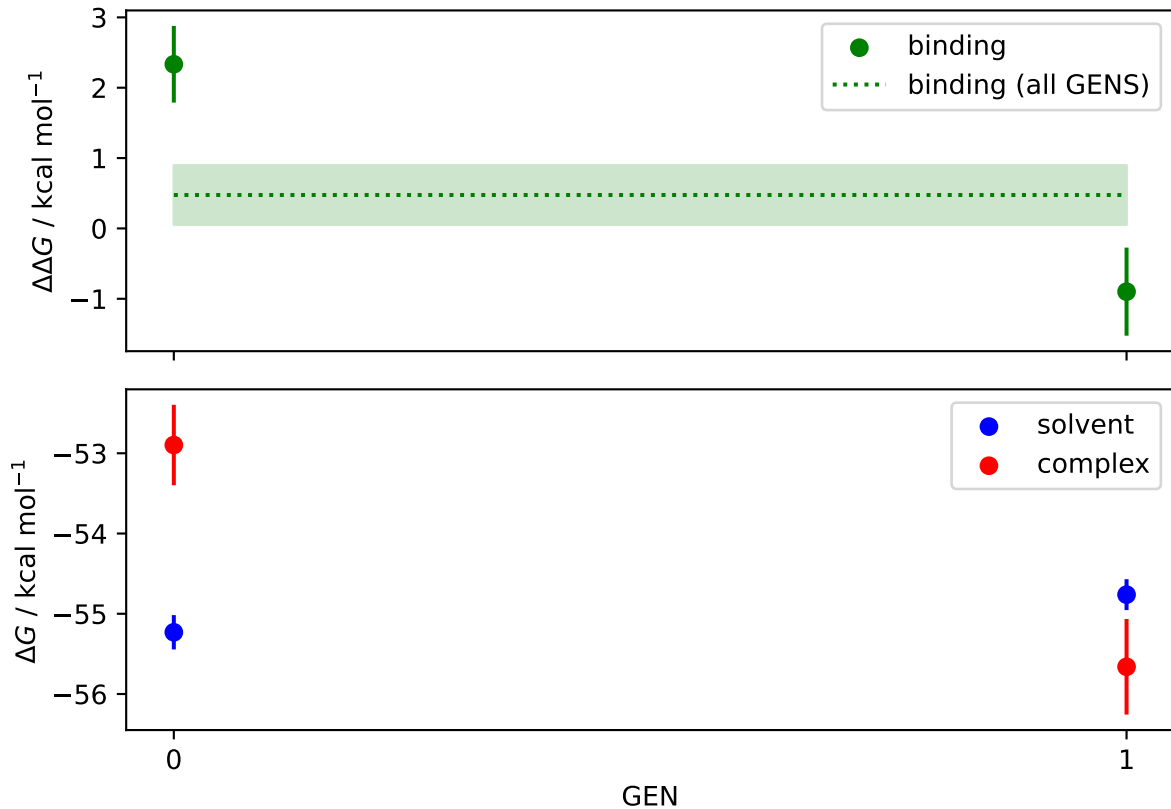 3
2
1
0
−1
ΔΔG / kcal mol⁻¹
binding
binding (all GENS)
−53
−54
−55
−56
ΔG / kcal mol⁻¹
solvent
complex
0
1
GEN